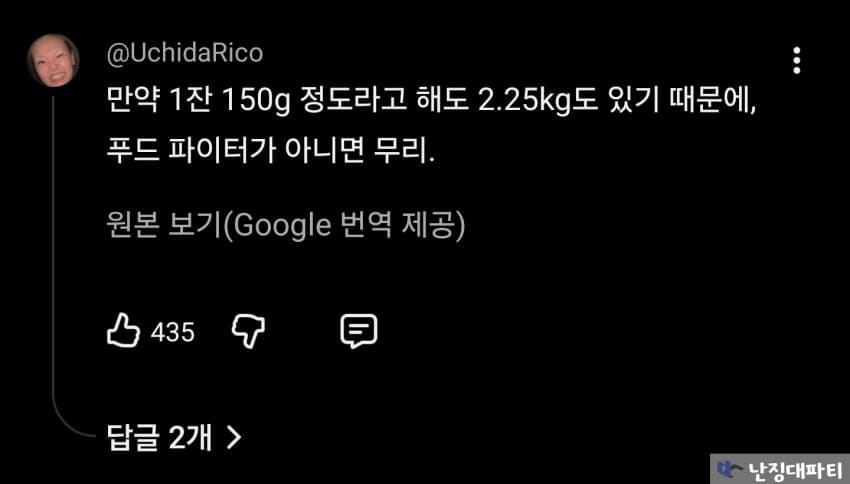 @UchidaRico
만약 1잔 150g 정도라고 해도 2.25kg도 있기 때문에,
푸드 파이터가 아니면 무리.
원본 보기(Google 번역 제공)
435
답글 2개
난징대파티